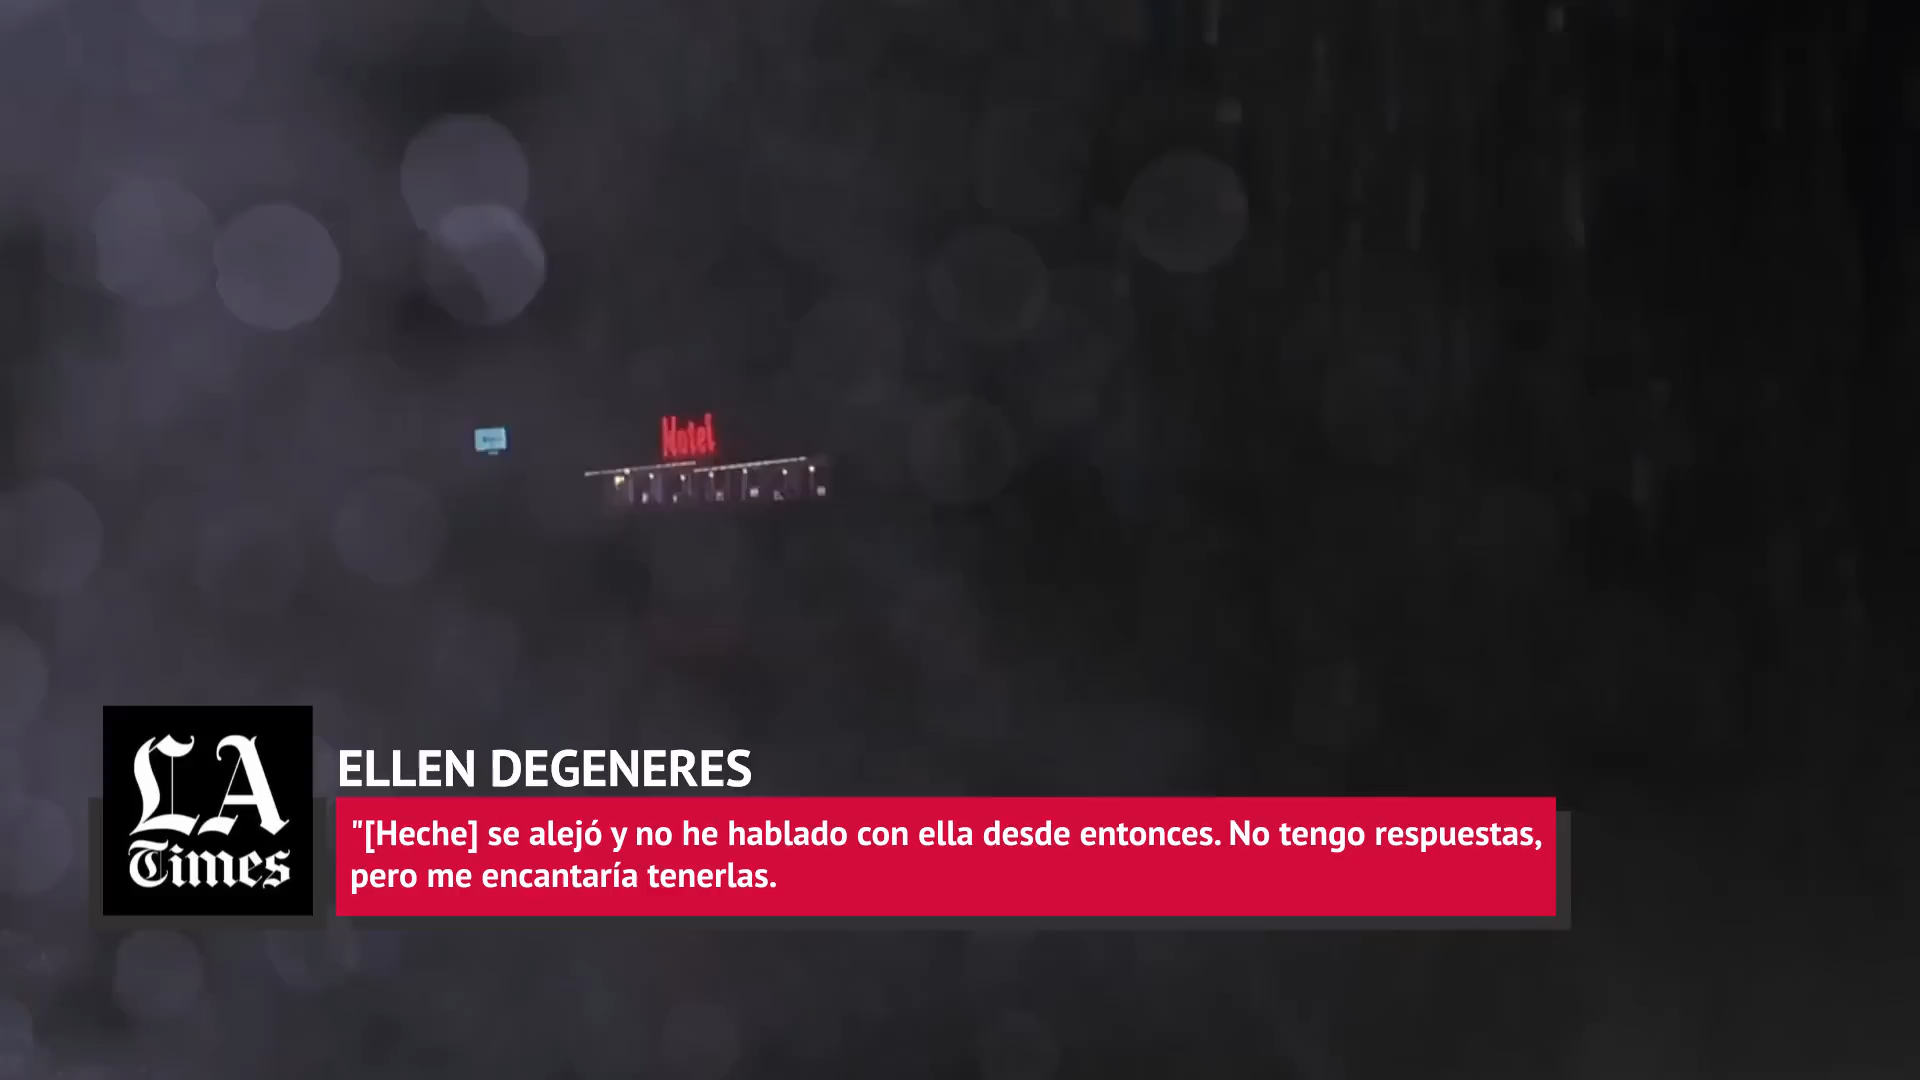 Motel
LA
Times
ELLEN DEGENERES
"[Heche] se alejó y no he hablado con ella desde entonces. No tengo respuestas,
pero me encantaría tenerlas.